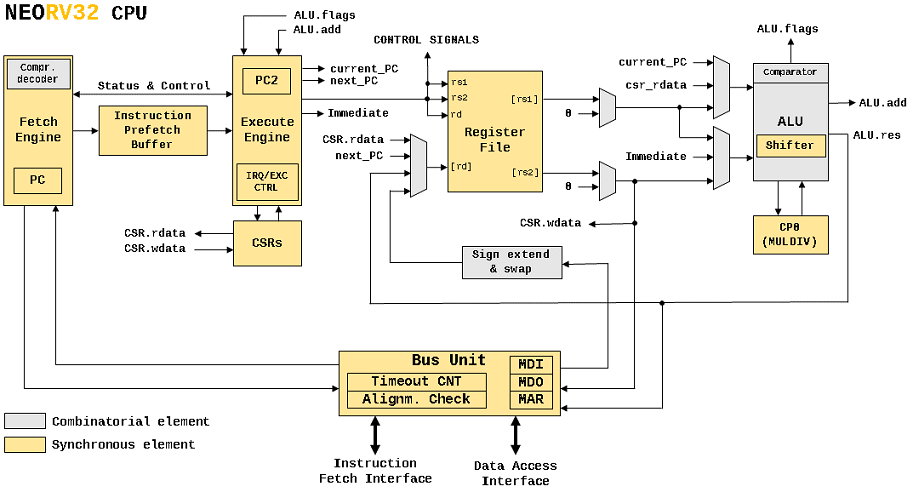 NEORV32 CPU
ALU.flags
ALU.add
CONTROL SIGNALS
ALU.flags
Compr.
decoder
Status & Control
PC2
current_PC
next_PC
rs1
rs2
rd
[rs1]
current_PC
csr_rdata
Comparator
ALU
ALU.add
Fetch
Engine
Instruction
Prefetch
Buffer
Execute
Engine
Immediate
Register
File
0
ALU.res
CSR.rdata
next_PC
Immediate
Shifter
PC
IRQ/EXC
CTRL
[rd]
[rs2]
0
CSR.rdata
CSR.wdata
CSRs
CSR.wdata
CP0
(MULDIV)
Sign extend
& swap
Bus Unit
MDI
Timeout CNT
MDO
Alignm. Check
MAR
Combinatorial element
Synchronous element
Instruction
Fetch Interface
Data Access
Interface